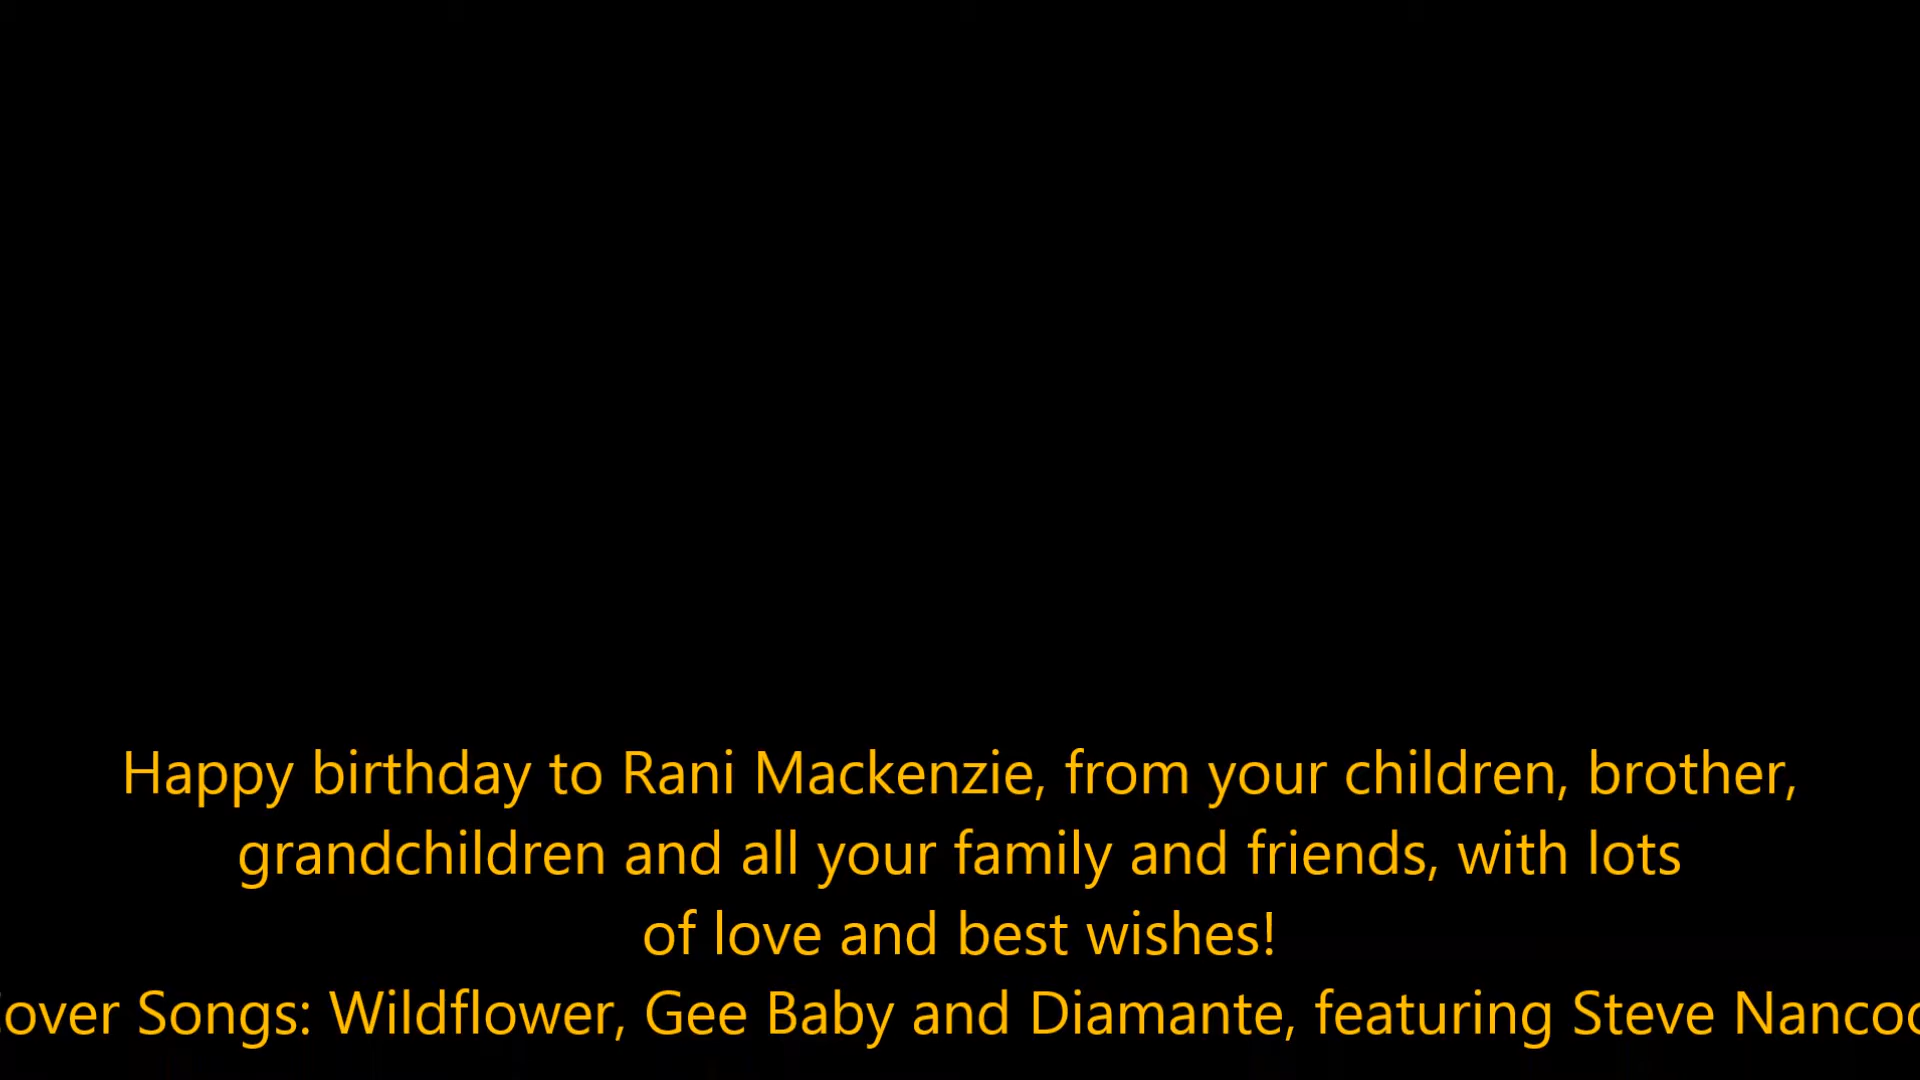 Happy birthday to Rani Mackenzie, from your children, brother,
grandchildren and all your family and friends, with lots
of love and best wishes!
over Songs: Wildflower, Gee Baby and Diamante, featuring Steve Nancoo